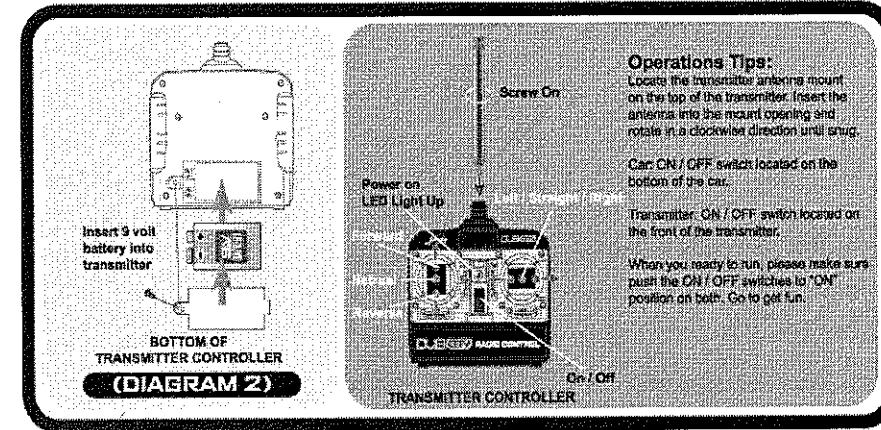 Insert 9 volt
battery into
transmitter
BOTTOM OF
TRANSMITTER CONTROLLER
(DIAGRAM 2)
Screw On
Power on
LED Light Up
Left / Straight / Right
RADIO CONTROL
On / Off
TRANSMITTER CONTROLLER
Operations Tips:
Locate the transmitter antenna mount
on the top of the transmitter. Insert the
antenna into the mount opening and
rotate in a clockwise direction until snug.
Car: ON / OFF switch located on the
bottom of the car.
Transmitter: ON / OFF switch located on
the front of the transmitter.
When you ready to run, please make sure
push the ON / OFF switches to "ON"
position on both. Go to get fun.